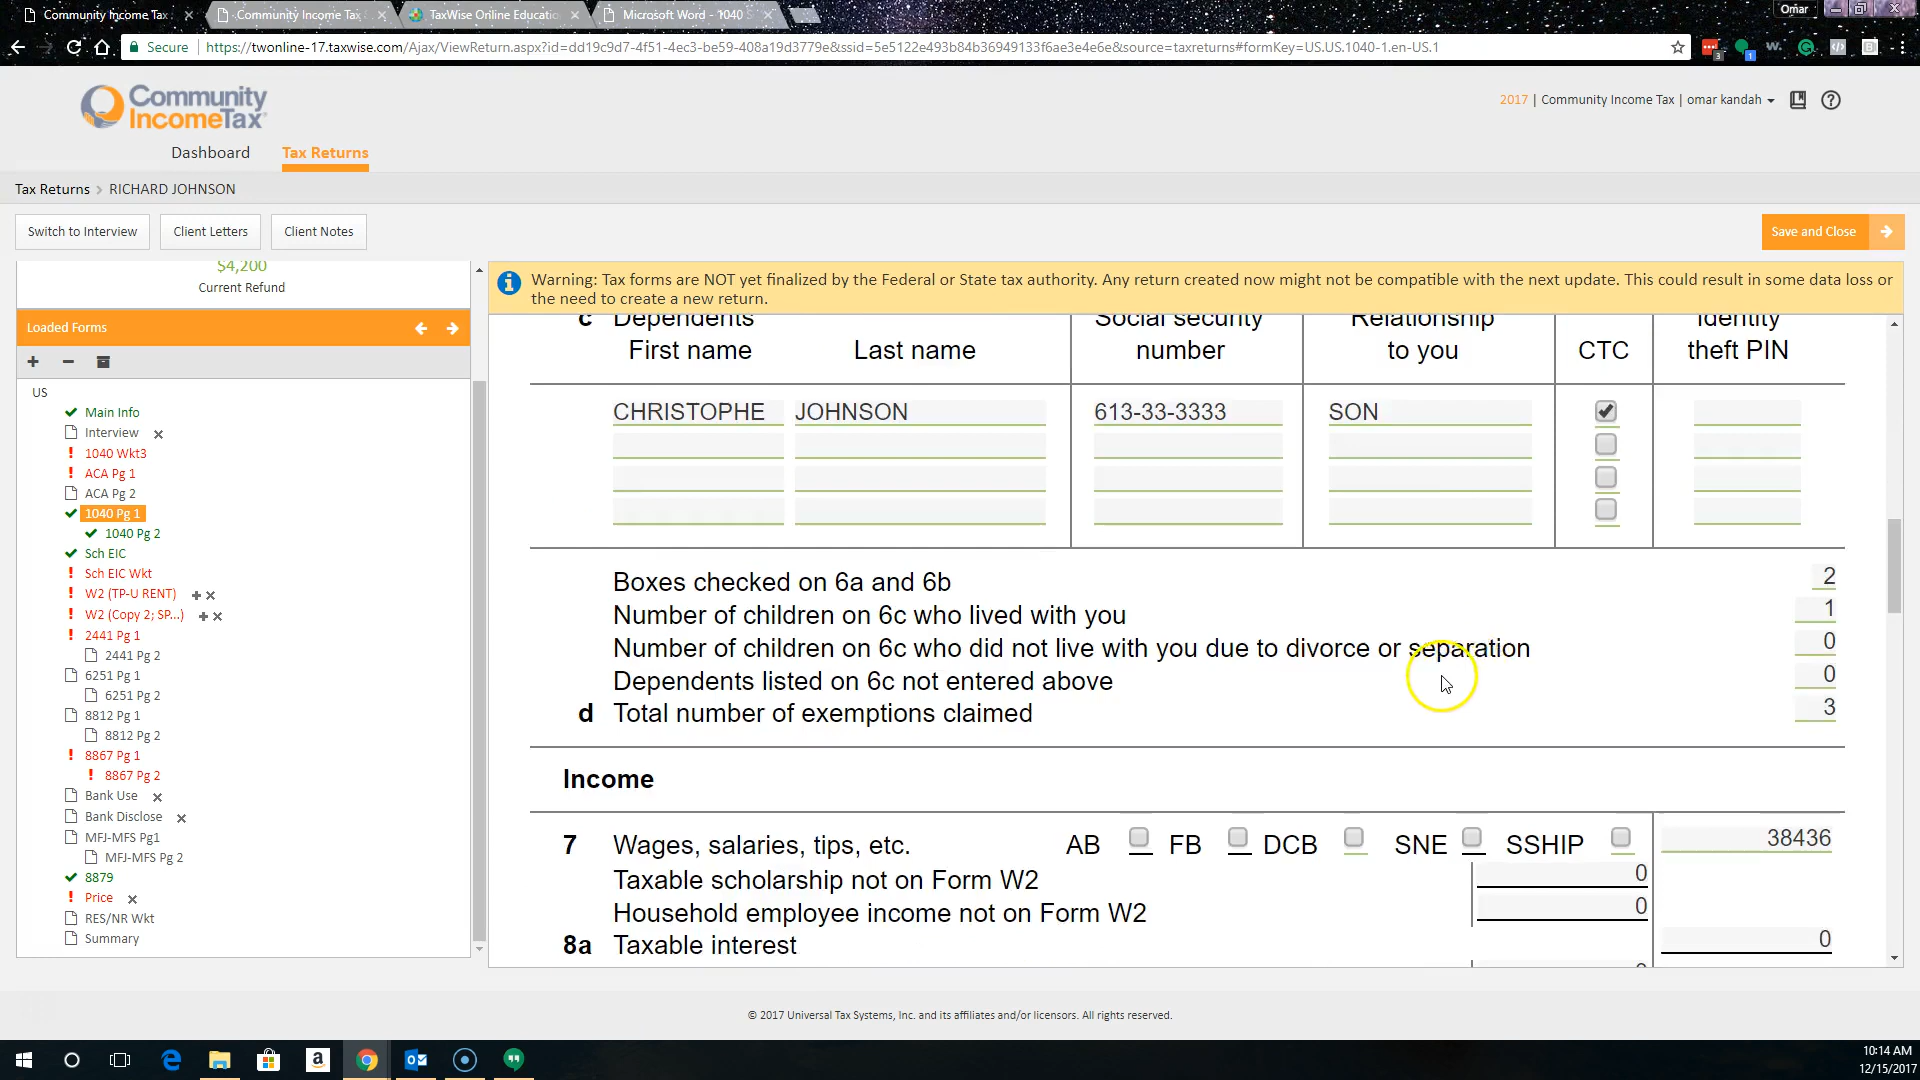 Community Income Tax
Community Income Tax
TaxWise Online Educatio
Microsoft Word - 1040 S
Omar
Secure
https://twonline-17.taxwise.com/Ajax/ViewReturn.aspx?id=dd19c9d7-4f51-4ec3-be59-408a19d3779e&ssid=5e5122e493b84b36949133f6ae3e4e6e&source=taxreturns#formKey=US.US.1040-1.en-US.1
Community
IncomeTax
2017 | Community Income Tax | omar kandah
Dashboard
Tax Returns
Tax Returns > RICHARD JOHNSON
Switch to Interview
Client Letters
Client Notes
Save and Close
$4,200
Current Refund
Loaded Forms
US
Main Info
Interview
1040 Wkt3
ACA Pg 1
ACA Pg 2
1040 Pg 1
1040 Pg 2
Sch EIC
Sch EIC Wkt
W2 (TP-U RENT)
W2 (Copy 2; SP...)
2441 Pg 1
2441 Pg 2
6251 Pg 1
6251 Pg 2
8812 Pg 1
8812 Pg 2
8867 Pg 1
8867 Pg 2
Bank Use
Bank Disclose
MFJ-MFS Pg1
MFJ-MFS Pg 2
8879
Price
RES/NR Wkt
Summary
Warning: Tax forms are NOT yet finalized by the Federal or State tax authority. Any return created now might not be compatible with the next update. This could result in some data loss or
the need to create a new return.
c Dependents Social security Relationship Identity
First name Last name number to you CTC theft PIN
CHRISTOPHE JOHNSON 613-33-3333 SON
Boxes checked on 6a and 6b 2
Number of children on 6c who lived with you 1
Number of children on 6c who did not live with you due to divorce or separation 0
Dependents listed on 6c not entered above 0
d Total number of exemptions claimed 3
Income
7 Wages, salaries, tips, etc. AB FB DCB SNE SSHIP 38436
Taxable scholarship not on Form W2 0
Household employee income not on Form W2 0
8a Taxable interest 0
© 2017 Universal Tax Systems, Inc. and its affiliates and/or licensors. All rights reserved.
10:14 AM
12/15/2017